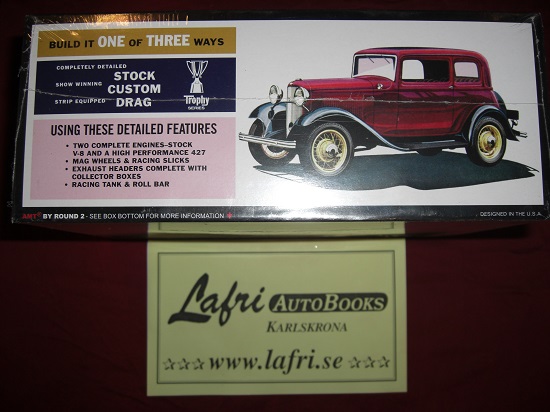 BUILD IT ONE OF THREE WAYS
COMPLETELY DETAILED STOCK
SHOW WINNING CUSTOM
STRIP EQUIPPED DRAG
Trophy
SERIES
USING THESE DETAILED FEATURES
• TWO COMPLETE ENGINES-STOCK
V-8 AND A HIGH PERFORMANCE 427
• MAG WHEELS & RACING SLICKS
• EXHAUST HEADERS COMPLETE WITH
COLLECTOR BOXES
• RACING TANK & ROLL BAR
AMT® BY ROUND 2 - SEE BOX BOTTOM FOR MORE INFORMATION
DESIGNED IN THE U.S.A.
Lafri AUTOBOOKS
KARLSKRONA
☆☆☆ www.lafri.se ☆☆☆